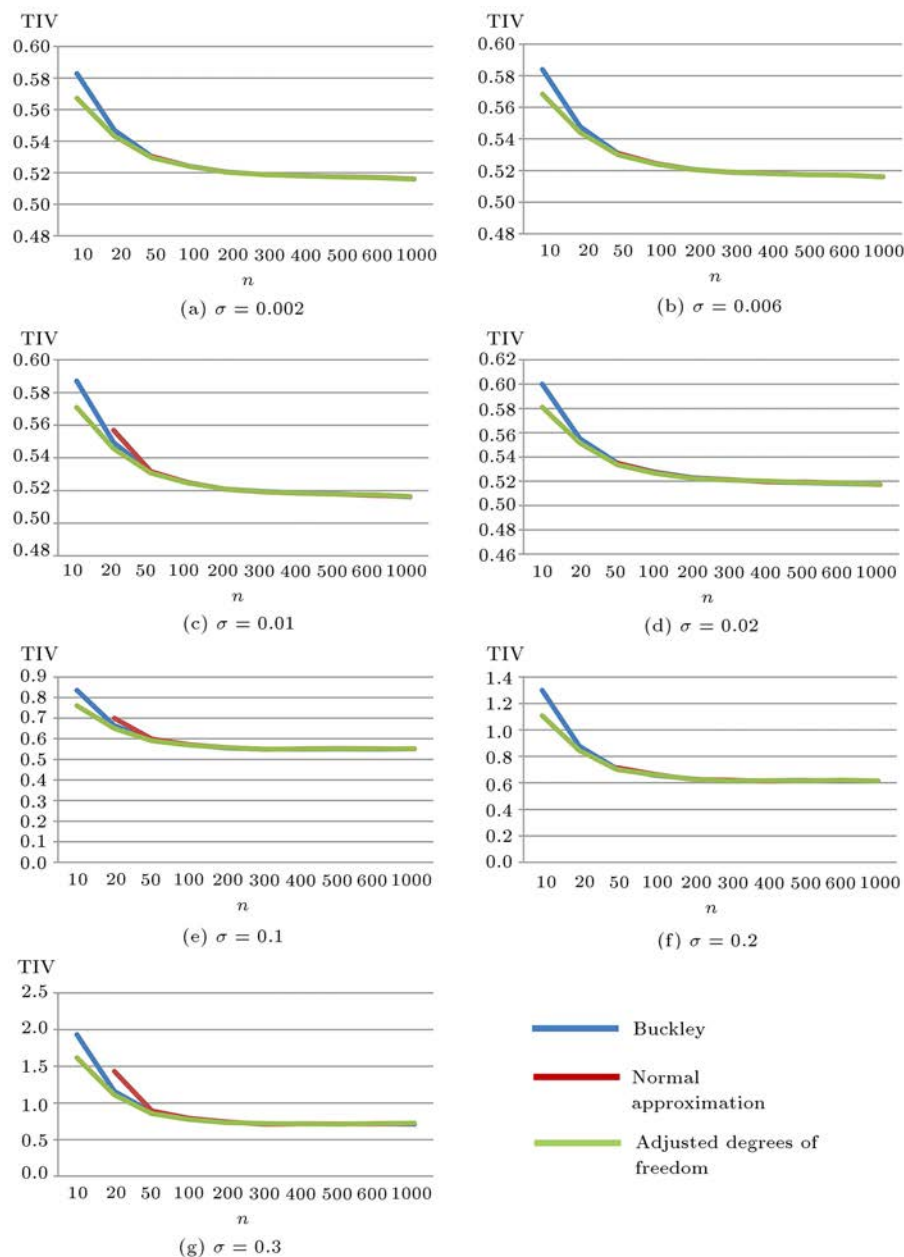 TIV
0.60
0.58
0.56
0.54
0.52
0.50
0.48
10 20 50 100 200 300 400 500 600 1000
n
(a) σ = 0.002
TIV
0.60
0.58
0.56
0.54
0.52
0.50
0.48
10 20 50 100 200 300 400 500 600 1000
n
(b) σ = 0.006
TIV
0.60
0.58
0.56
0.54
0.52
0.50
0.48
10 20 50 100 200 300 400 500 600 1000
n
(c) σ = 0.01
TIV
0.62
0.60
0.58
0.56
0.54
0.52
0.50
0.48
0.46
10 20 50 100 200 300 400 500 600 1000
n
(d) σ = 0.02
TIV
0.9
0.8
0.7
0.6
0.5
0.4
0.3
0.2
0.1
0.0
10 20 50 100 200 300 400 500 600 1000
n
(e) σ = 0.1
TIV
1.4
1.2
1.0
0.8
0.6
0.4
0.2
0.0
10 20 50 100 200 300 400 500 600 1000
n
(f) σ = 0.2
TIV
2.5
2.0
1.5
1.0
0.5
0.0
10 20 50 100 200 300 400 500 600 1000
n
(g) σ = 0.3
Buckley
Normal
approximation
Adjusted degrees of
freedom